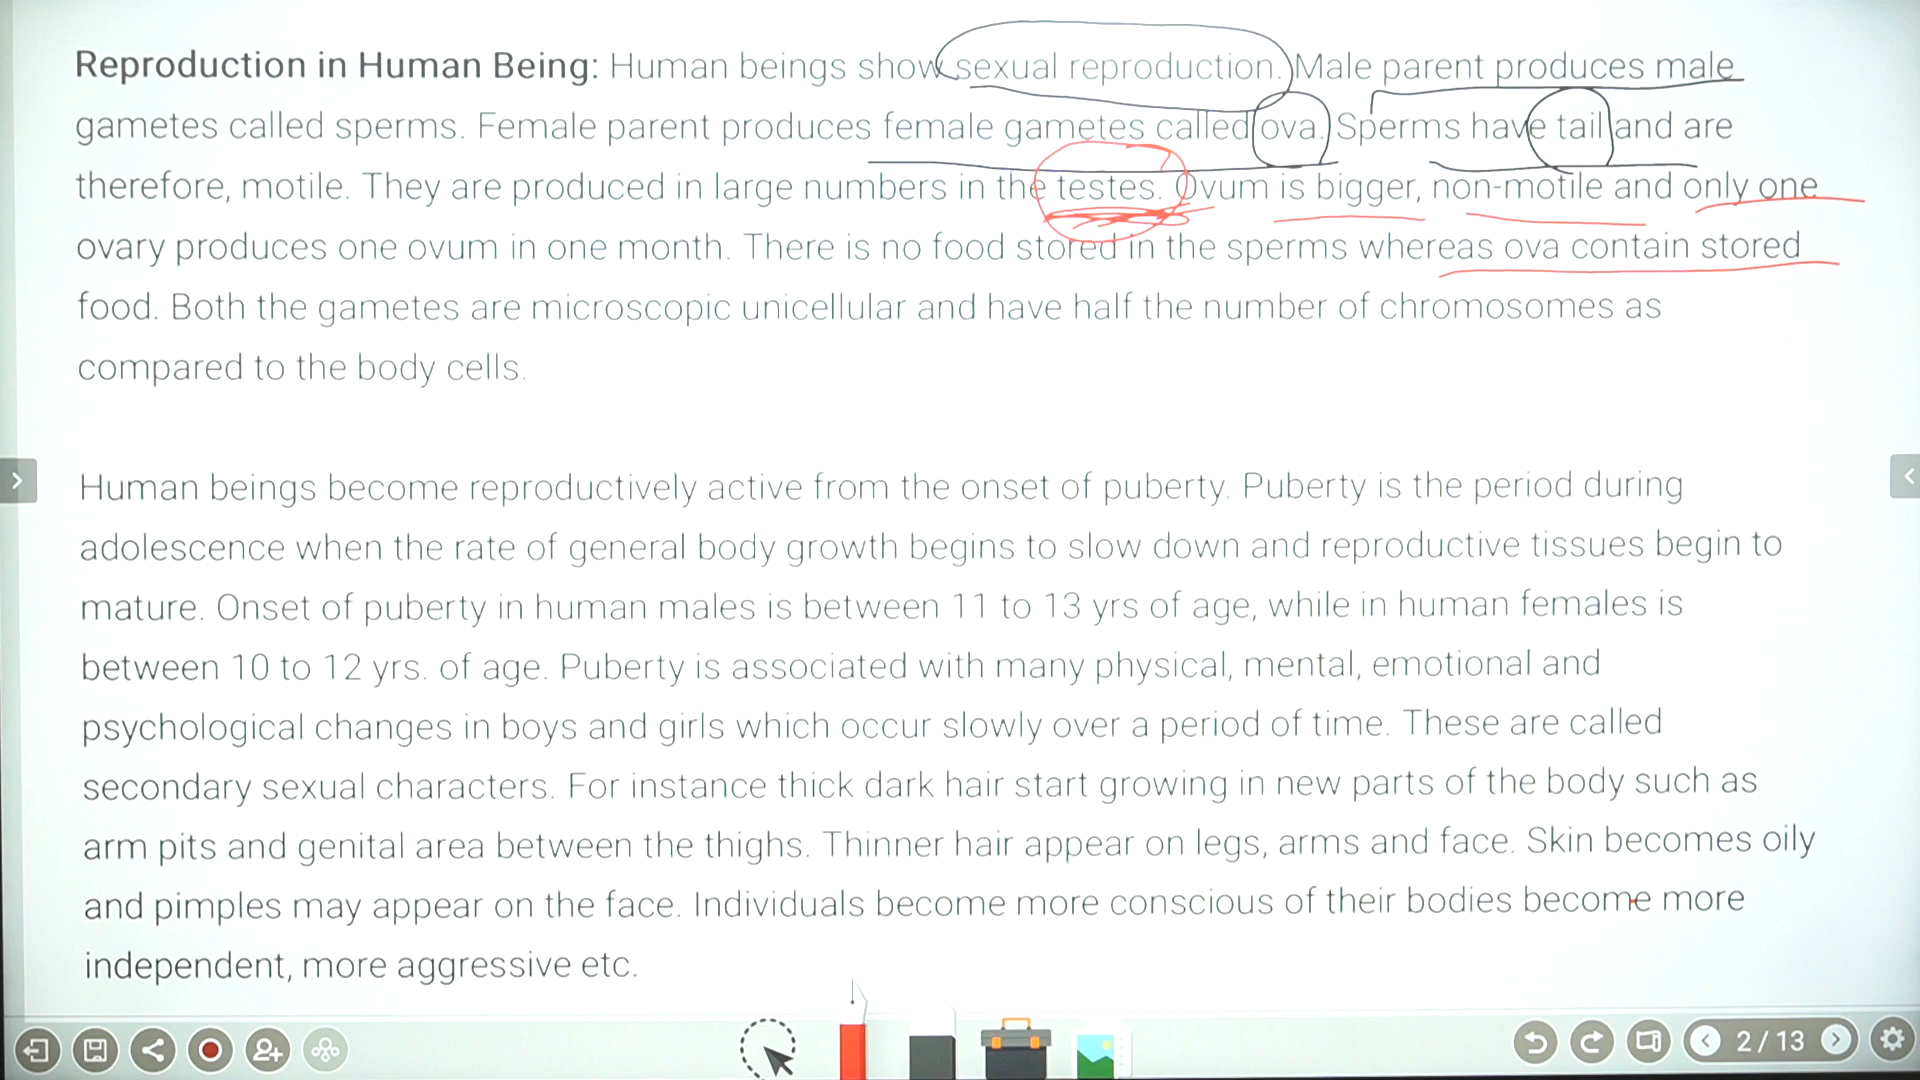 Reproduction in Human Being: Human beings show sexual reproduction. Male parent produces male
gametes called sperms. Female parent produces female gametes called ova. Sperms have tail and are
therefore, motile. They are produced in large numbers in the testes. Ovum is bigger, non-motile and only one
ovary produces one ovum in one month. There is no food stored in the sperms whereas ova contain stored
food. Both the gametes are microscopic unicellular and have half the number of chromosomes as
compared to the body cells.
Human beings become reproductively active from the onset of puberty. Puberty is the period during
adolescence when the rate of general body growth begins to slow down and reproductive tissues begin to
mature. Onset of puberty in human males is between 11 to 13 yrs of age, while in human females is
between 10 to 12 yrs. of age. Puberty is associated with many physical, mental, emotional and
psychological changes in boys and girls which occur slowly over a period of time. These are called
secondary sexual characters. For instance thick dark hair start growing in new parts of the body such as
arm pits and genital area between the thighs. Thinner hair appear on legs, arms and face. Skin becomes oily
and pimples may appear on the face. Individuals become more conscious of their bodies become more
independent, more aggressive etc.
2 / 13